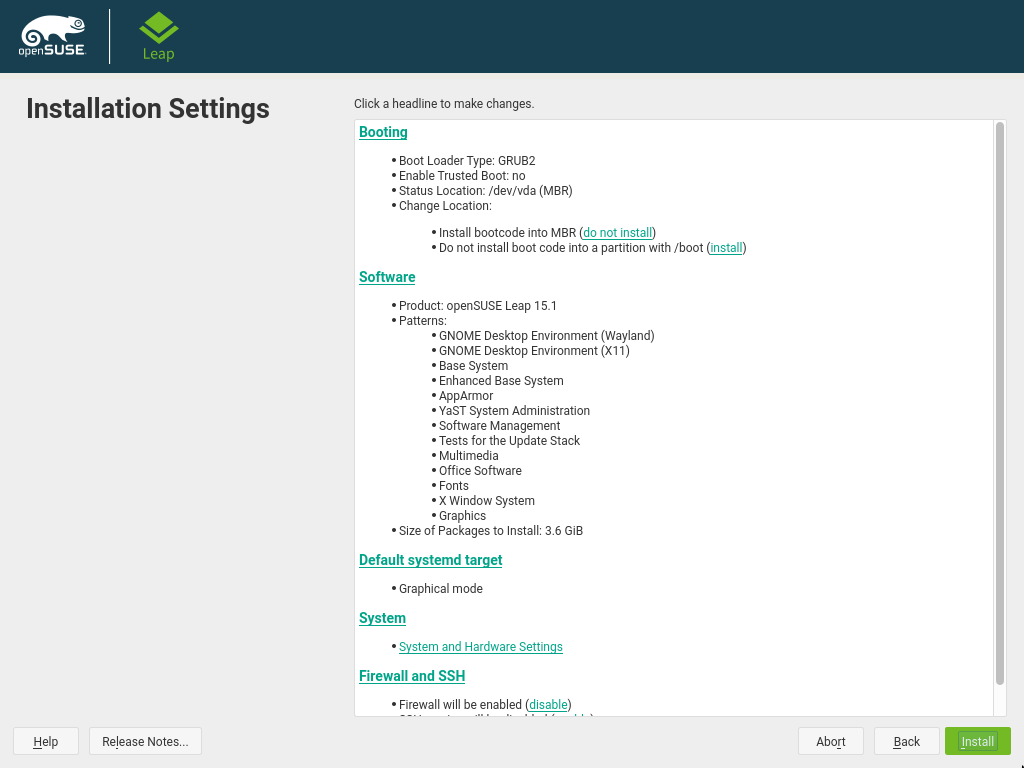 openSUSE
Leap
Installation Settings
Click a headline to make changes.
Booting
Boot Loader Type: GRUB2
Enable Trusted Boot: no
Status Location: /dev/vda (MBR)
Change Location:
Install bootcode into MBR (do not install)
Do not install boot code into a partition with /boot (install)
Software
Product: openSUSE Leap 15.1
Patterns:
GNOME Desktop Environment (Wayland)
GNOME Desktop Environment (X11)
Base System
Enhanced Base System
AppArmor
YaST System Administration
Software Management
Tests for the Update Stack
Multimedia
Office Software
Fonts
X Window System
Graphics
Size of Packages to Install: 3.6 GiB
Default systemd target
Graphical mode
System
System and Hardware Settings
Firewall and SSH
Firewall will be enabled (disable)
Help
Release Notes...
Abort
Back
Install